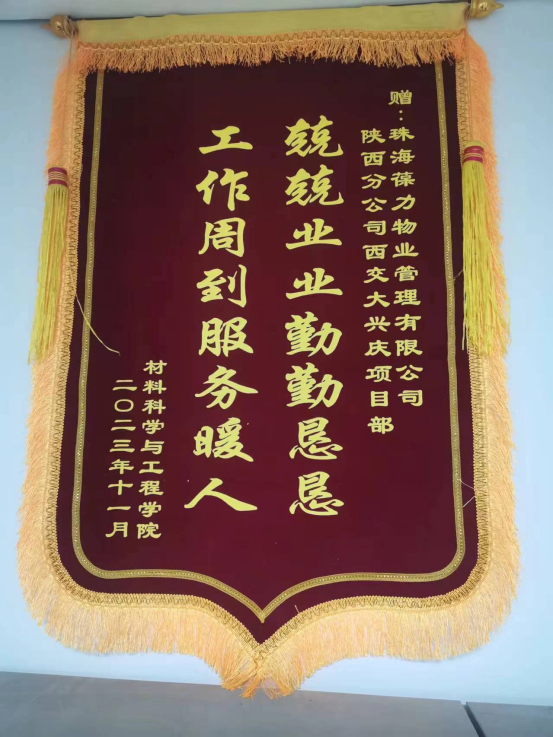 赠：珠海葆力物业管理有限公司
陕西分公司西交大兴庆项目部
兢兢业业勤勤恳恳
工作周到服务暖人
材料科学与工程学院
二〇二三年十一月